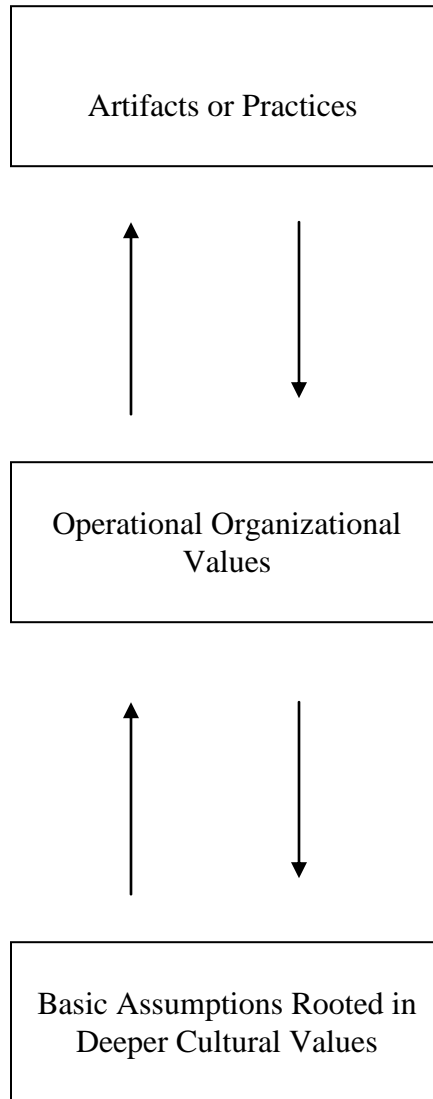 Artifacts or Practices
Operational Organizational
Values
Basic Assumptions Rooted in
Deeper Cultural Values